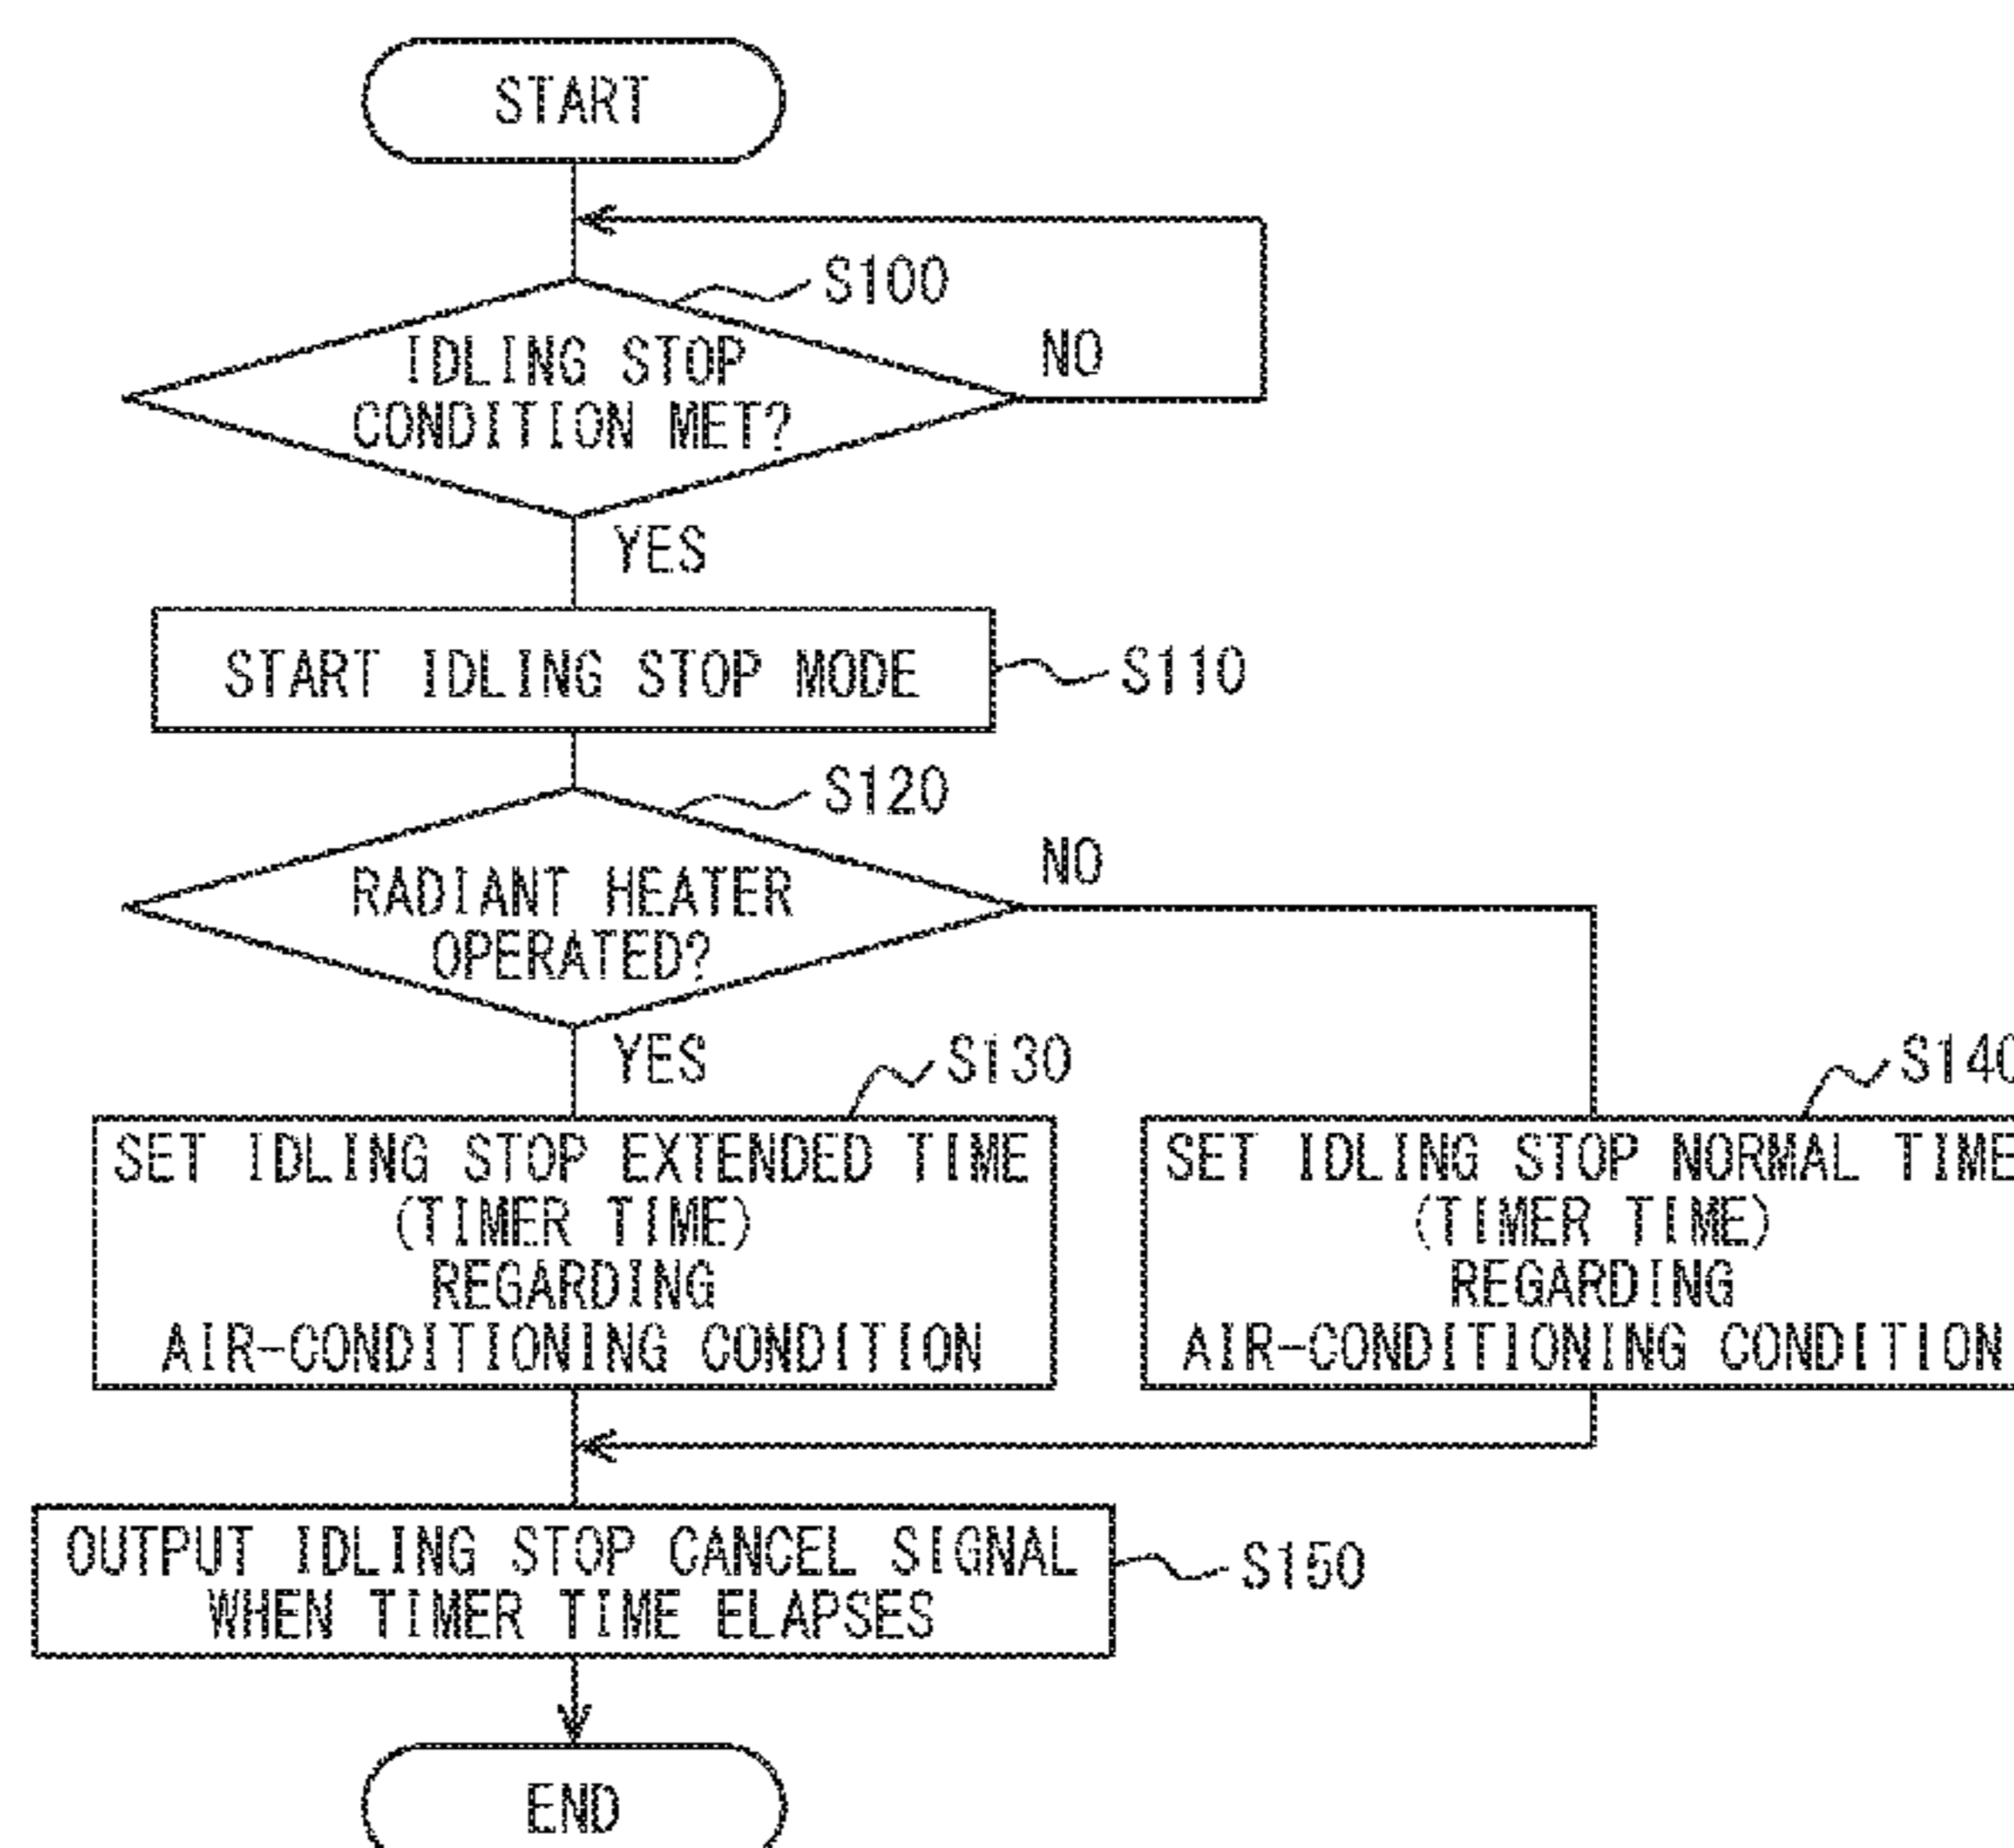 START
S100
IDLING STOP
CONDITION MET?
NO
YES
START IDLING STOP MODE
S110
S120
RADIANT HEATER
OPERATED?
NO
YES
S130
SET IDLING STOP EXTENDED TIME
(TIMER TIME)
REGARDING
AIR-CONDITIONING CONDITION
S140
SET IDLING STOP NORMAL TIME
(TIMER TIME)
REGARDING
AIR-CONDITIONING CONDITION
OUTPUT IDLING STOP CANCEL SIGNAL
WHEN TIMER TIME ELAPSES
S150
END